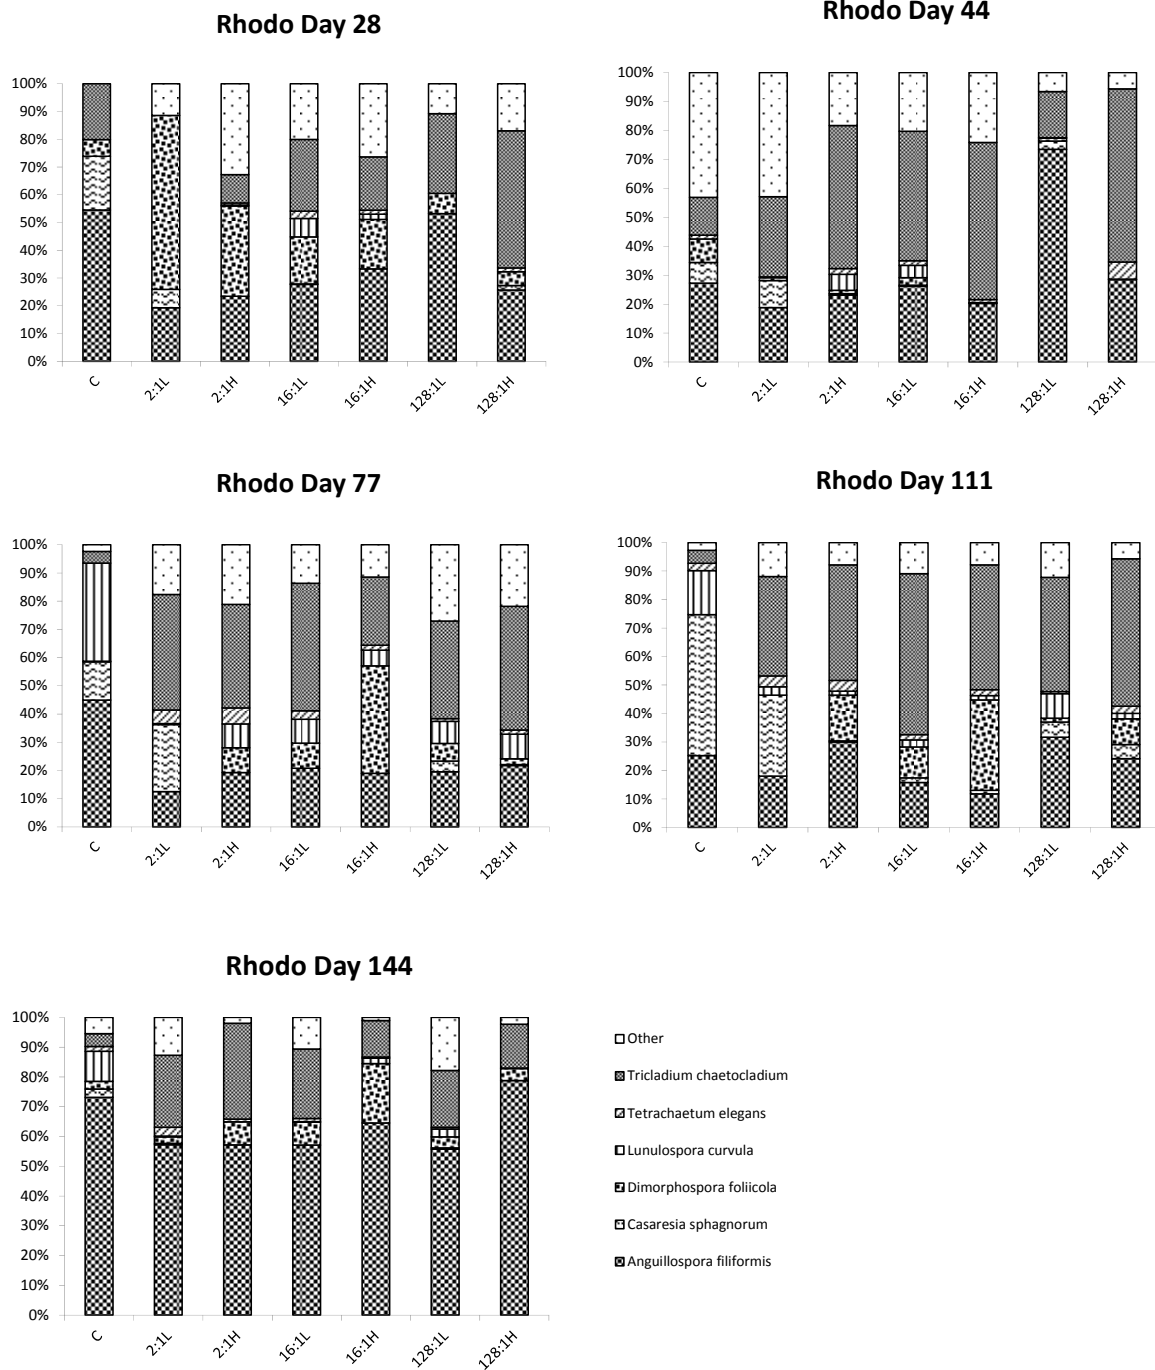 Rhodo Day 28
100%
90%
80%
70%
60%
50%
40%
30%
20%
10%
0%
C
2:1L
2:1H
16:1L
16:1H
128:1L
128:1H
Rhodo Day 44
100%
90%
80%
70%
60%
50%
40%
30%
20%
10%
0%
C
2:1L
2:1H
16:1L
16:1H
128:1L
128:1H
Rhodo Day 77
100%
90%
80%
70%
60%
50%
40%
30%
20%
10%
0%
C
2:1L
2:1H
16:1L
16:1H
128:1L
128:1H
Rhodo Day 111
100%
90%
80%
70%
60%
50%
40%
30%
20%
10%
0%
C
2:1L
2:1H
16:1L
16:1H
128:1L
128:1H
Rhodo Day 144
100%
90%
80%
70%
60%
50%
40%
30%
20%
10%
0%
C
2:1L
2:1H
16:1L
16:1H
128:1L
128:1H
Other
Tricladium chaetocladium
Tetrachaetum elegans
Lunulospora curvula
Dimorphospora foliicola
Casaresia sphagnorum
Anguillospora filiformis